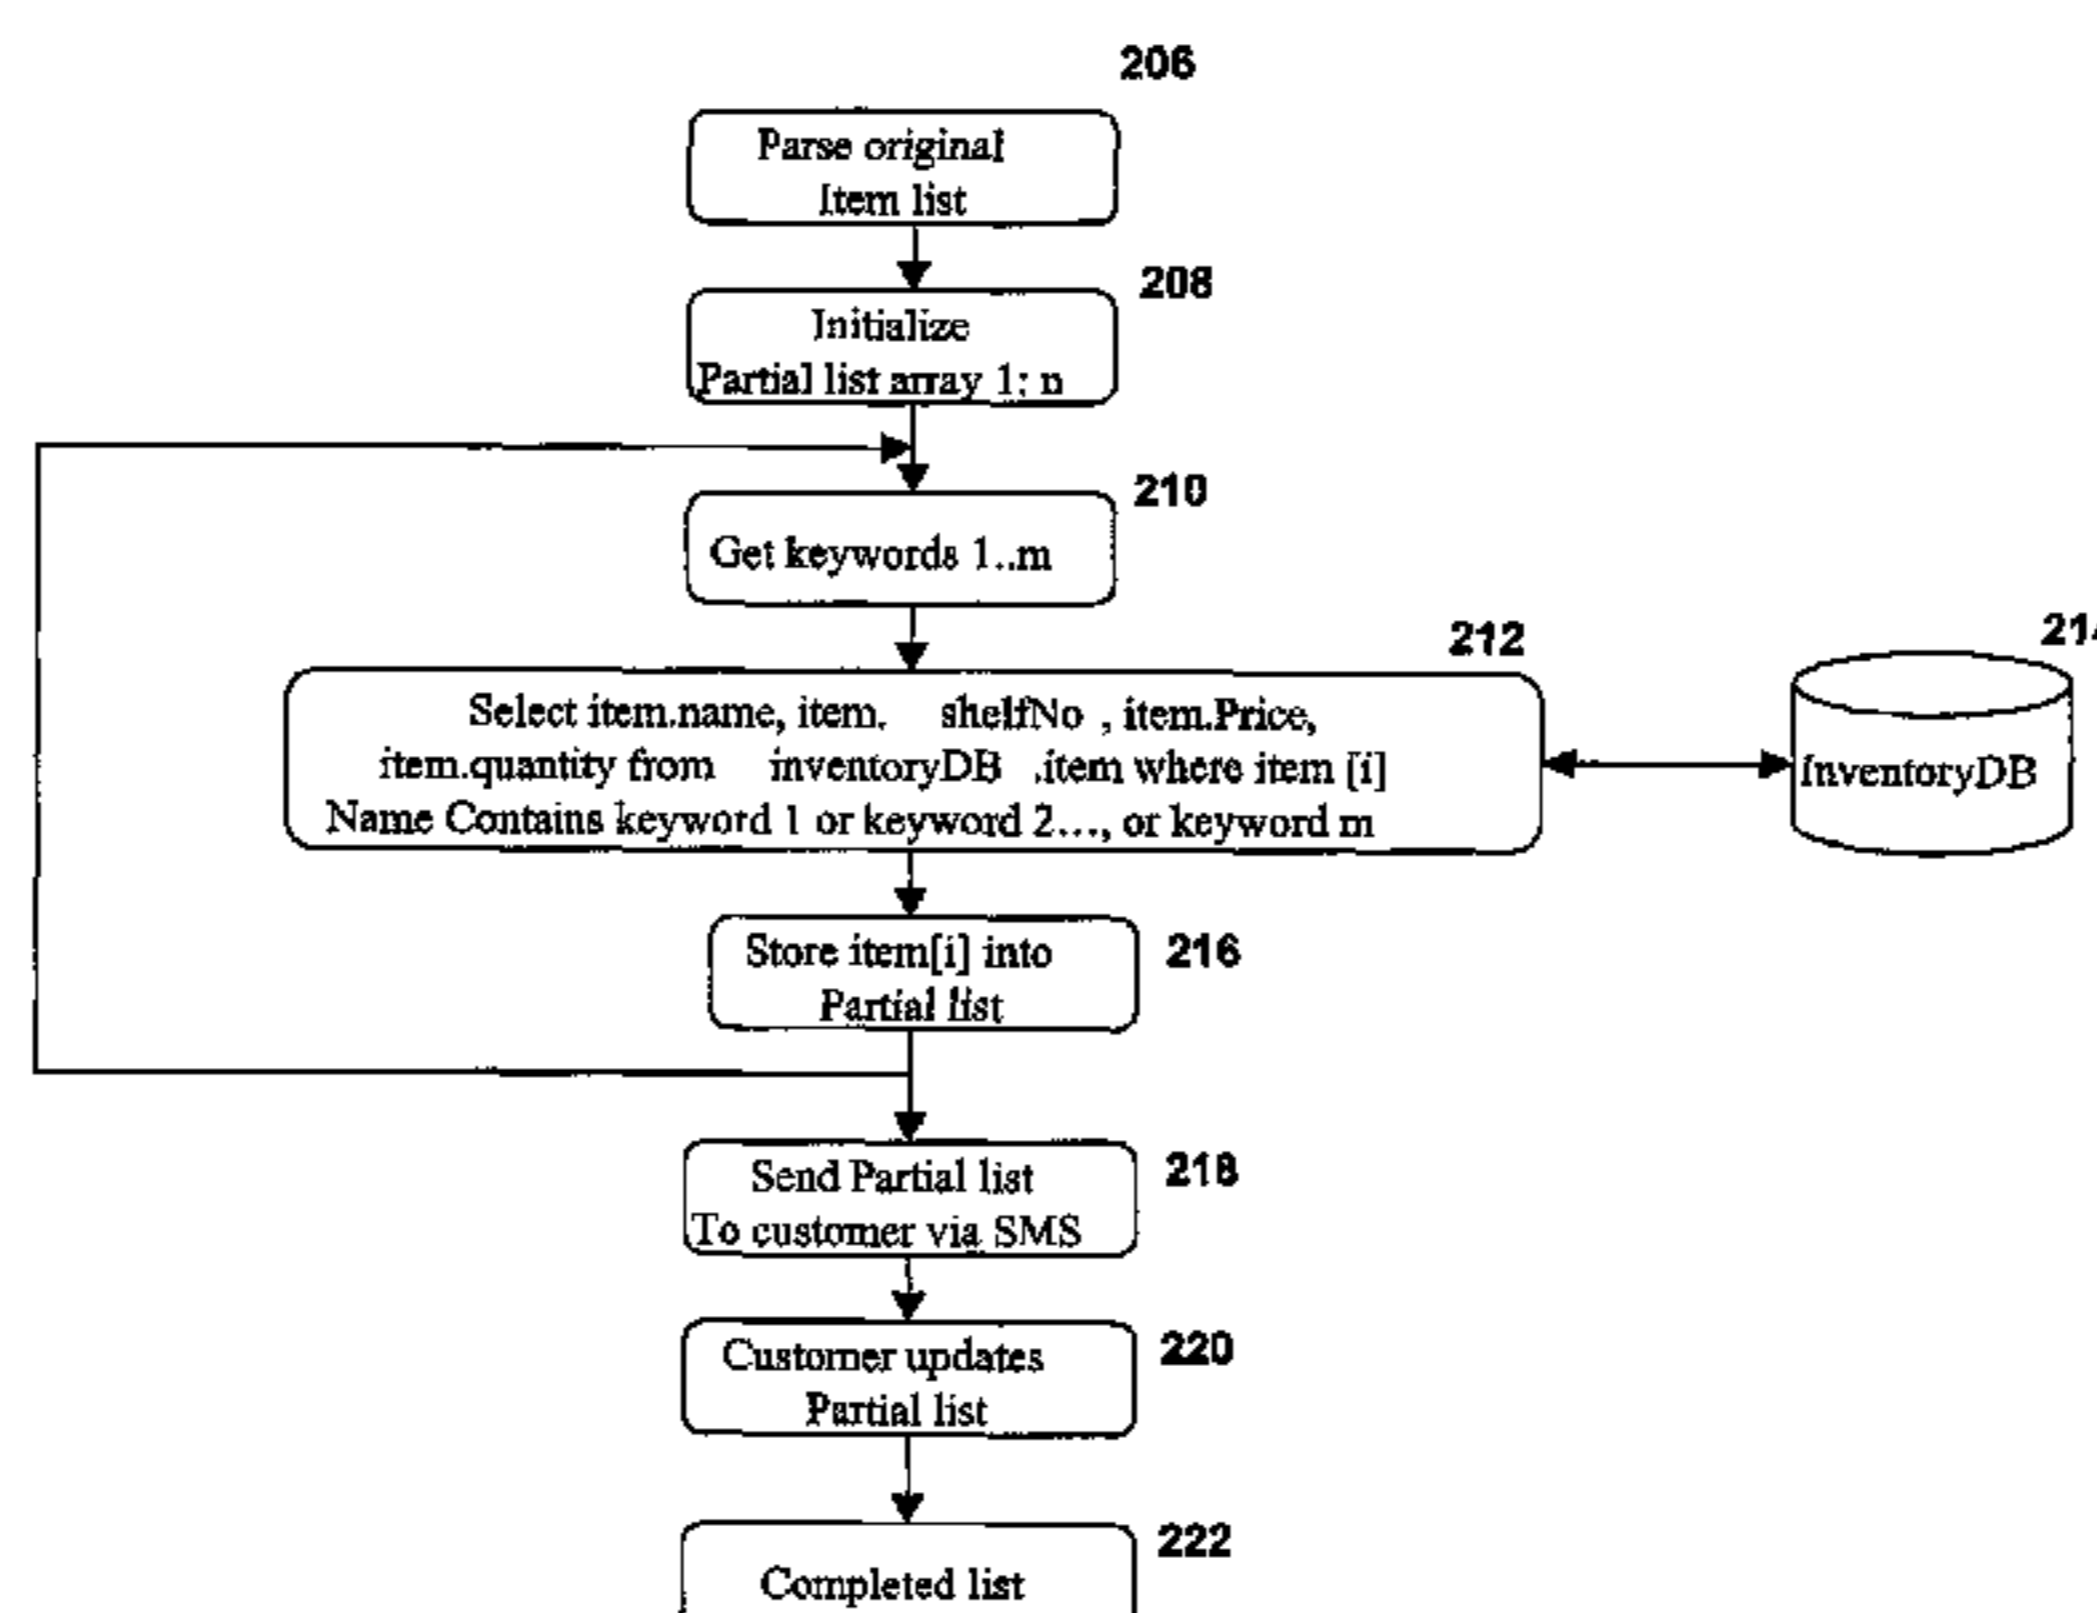 206
Parse original
Item list
208
Initialize
Partial list array 1; n
210
Get keywords 1..m
212
Select item.name, item. shelfNo , item.Price,
item.quantity from inventoryDB .item where item [i]
Name Contains keyword 1 or keyword 2..., or keyword m
InventoryDB
216
Store item[i] into
Partial list
218
Send Partial list
To customer via SMS
220
Customer updates
Partial list
222
Completed list